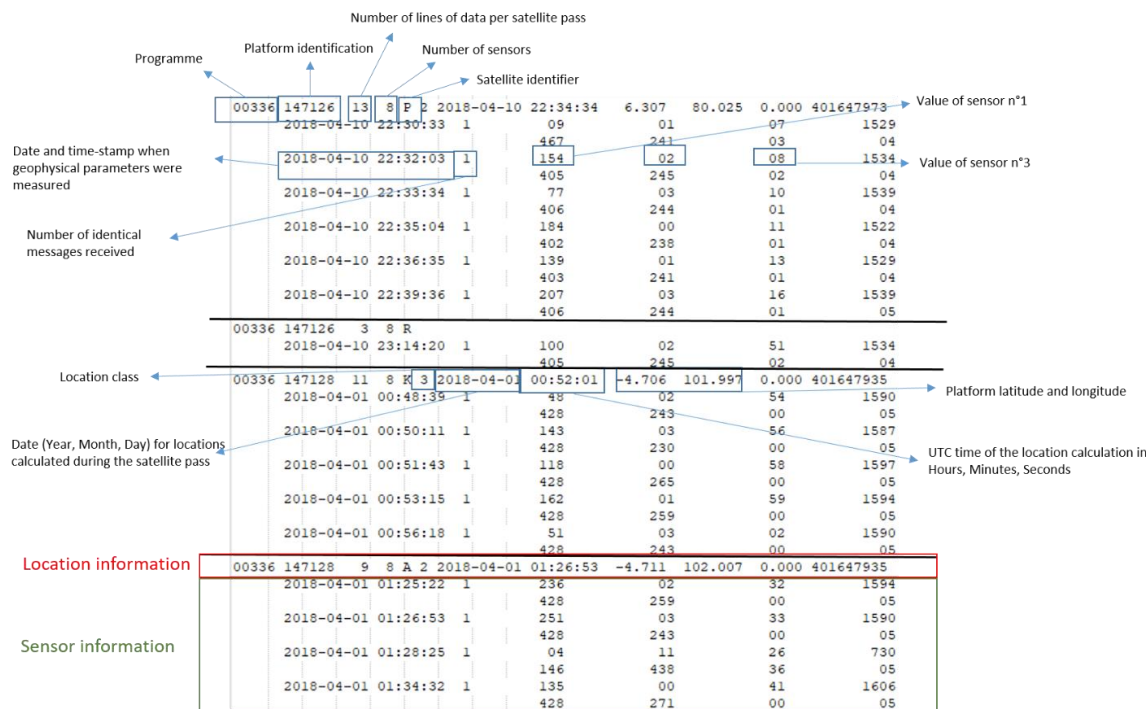 Number of lines of data per satellite pass
Platform identification
Number of sensors
Programme
Satellite identifier
00336 147126 13 8 P 2 2018-04-10 22:34:34 6.307 80.025 0.000 401647973
Value of sensor n°1
2018-04-10 22:30:33 1 09 01 07 1529
467 241 03 04
Date and time-stamp when
geophysical parameters were
measured
2018-04-10 22:32:03 1 154 02 08 1534
Value of sensor n°3
405 245 02 04
2018-04-10 22:33:34 1 77 03 10 1539
406 244 01 04
Number of identical
messages received
2018-04-10 22:35:04 1 184 00 11 1522
402 238 01 04
2018-04-10 22:36:35 1 139 01 13 1529
403 241 01 04
2018-04-10 22:39:36 1 207 03 16 1539
406 244 01 05
00336 147126 3 8 R
2018-04-10 23:14:20 1 100 02 51 1534
405 245 02 04
Location class
00336 147128 11 8 K 3 2018-04-01 00:52:01 -4.706 101.997 0.000 401647935
Platform latitude and longitude
2018-04-01 00:48:39 1 48 02 54 1590
428 243 00 05
Date (Year, Month, Day) for locations
calculated during the satellite pass
2018-04-01 00:50:11 1 143 03 56 1587
428 230 00 05
UTC time of the location calculation in
Hours, Minutes, Seconds
2018-04-01 00:51:43 1 118 00 58 1597
428 265 00 05
2018-04-01 00:53:15 1 162 01 59 1594
428 259 00 05
2018-04-01 00:56:18 1 51 03 02 1590
428 243 00 05
Location information
00336 147128 9 8 A 2 2018-04-01 01:26:53 -4.711 102.007 0.000 401647935
2018-04-01 01:25:22 1 236 02 32 1594
428 259 00 05
2018-04-01 01:26:53 1 251 03 33 1590
428 243 00 05
Sensor information
2018-04-01 01:28:25 1 04 11 26 730
146 438 36 05
2018-04-01 01:34:32 1 135 00 41 1606
428 271 00 05